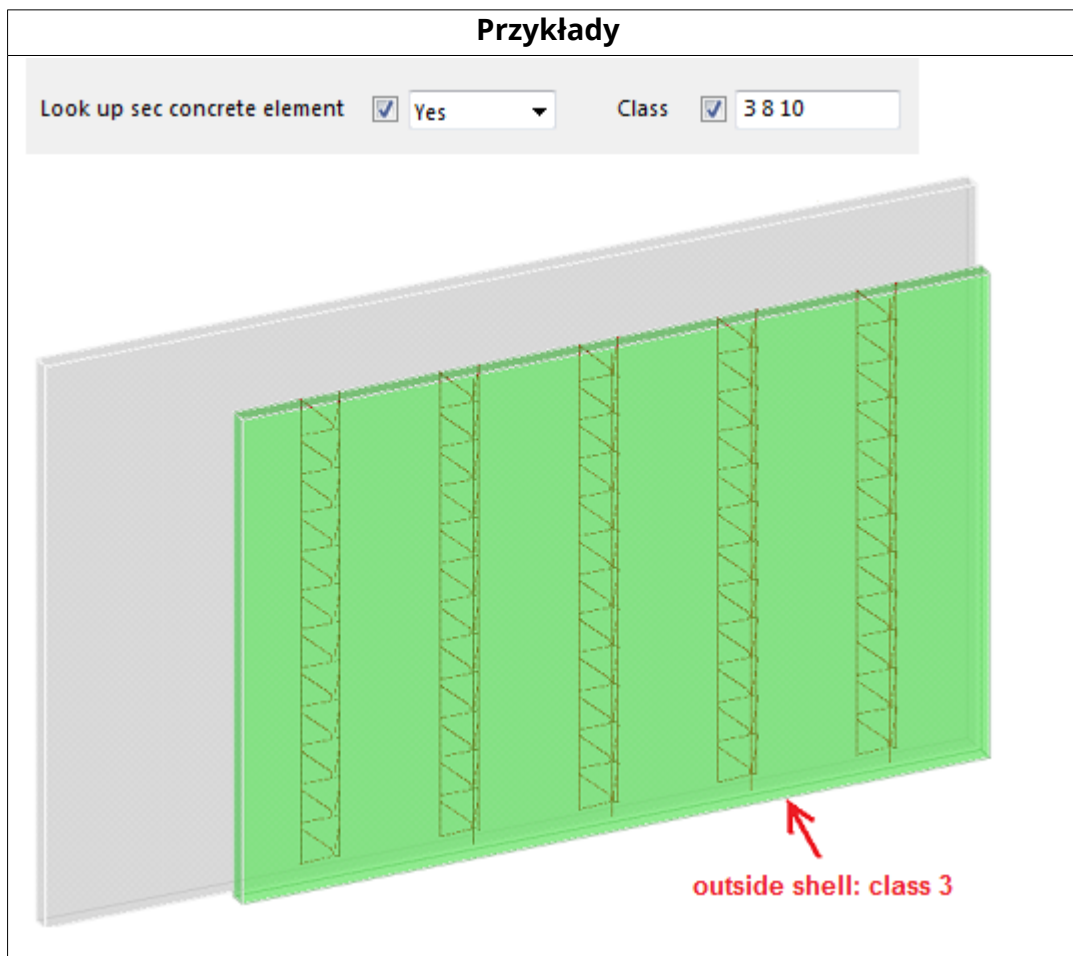 Przykłady
Look up sec concrete element Yes Class 3 8 10
outside shell: class 3